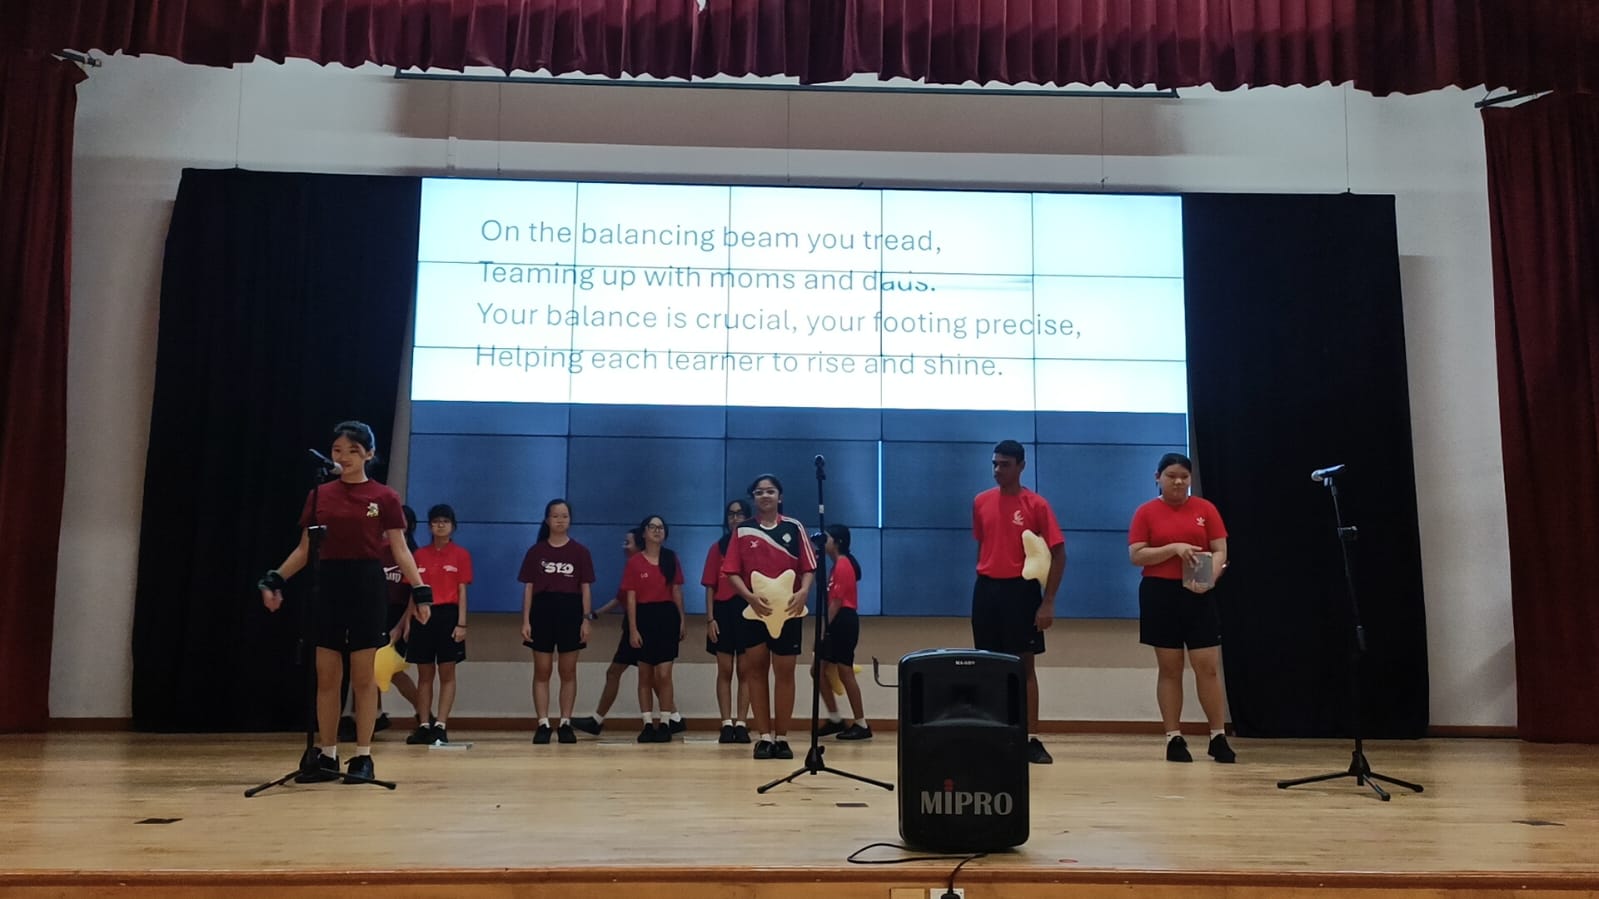 On the balancing beam you tread,
Teaming up with moms and dads.
Your balance is crucial, your footing precise,
Helping each learner to rise and shine.
MIPRO